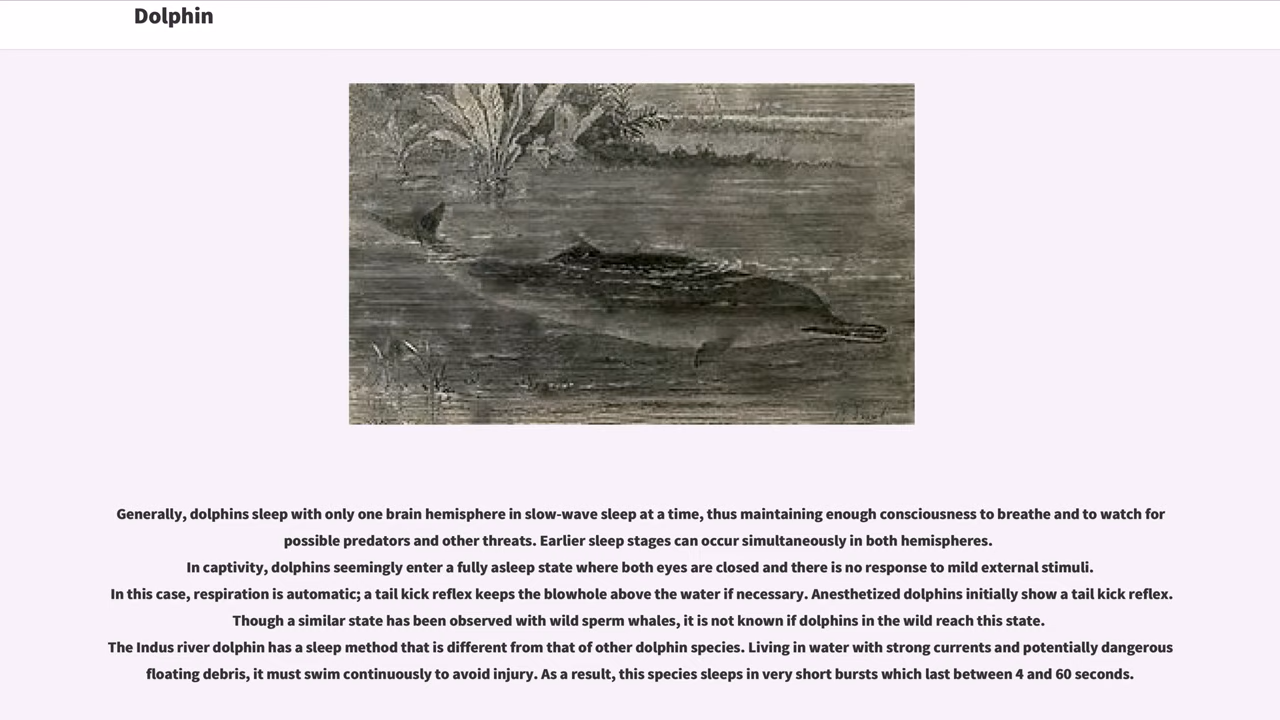 Dolphin
Generally, dolphins sleep with only one brain hemisphere in slow-wave sleep at a time, thus maintaining enough consciousness to breathe and to watch for
possible predators and other threats. Earlier sleep stages can occur simultaneously in both hemispheres.
In captivity, dolphins seemingly enter a fully asleep state where both eyes are closed and there is no response to mild external stimuli.
In this case, respiration is automatic; a tail kick reflex keeps the blowhole above the water if necessary. Anesthetized dolphins initially show a tail kick reflex.
Though a similar state has been observed with wild sperm whales, it is not known if dolphins in the wild reach this state.
The Indus river dolphin has a sleep method that is different from that of other dolphin species. Living in water with strong currents and potentially dangerous
floating debris, it must swim continuously to avoid injury. As a result, this species sleeps in very short bursts which last between 4 and 60 seconds.